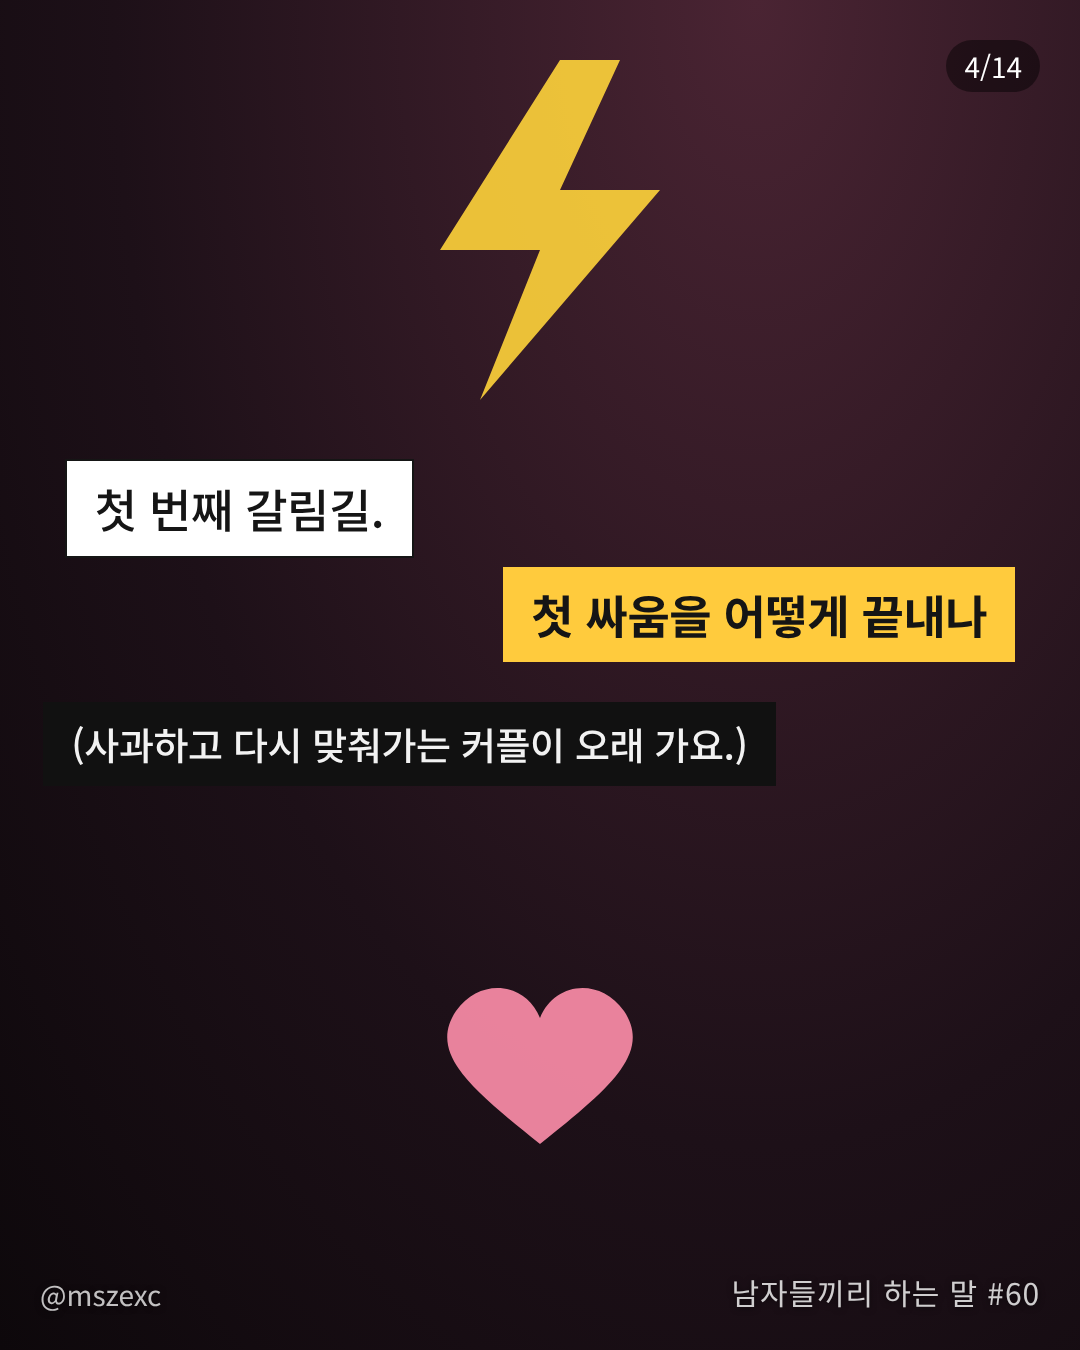 4/14
첫 번째 갈림길.
첫 싸움을 어떻게 끝내나
(사과하고 다시 맞춰가는 커플이 오래 가요.)
@mszexc
남자들끼리 하는 말 #60